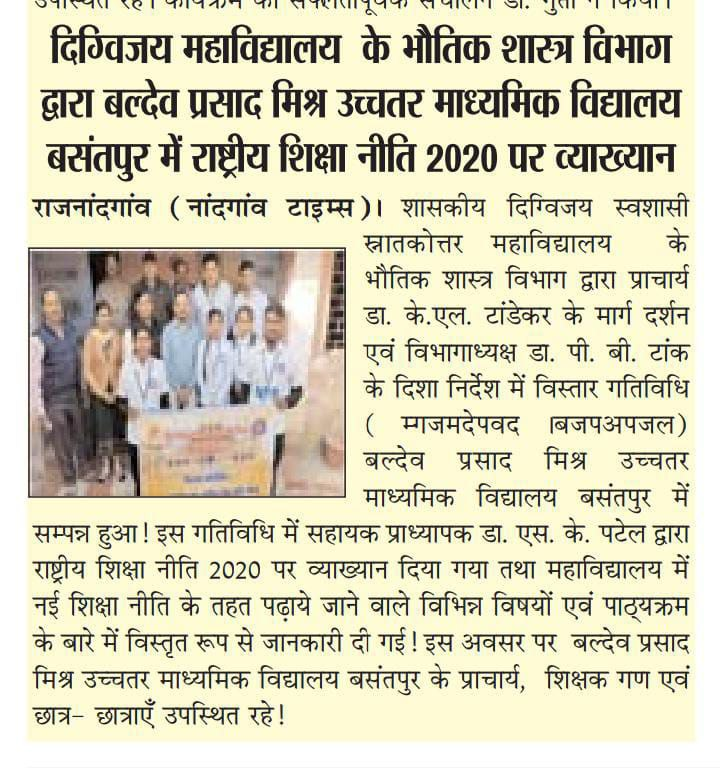 दिग्विजय महाविद्यालय के भौतिक शास्त्र विभाग
द्वारा बल्देव प्रसाद मिश्र उच्चतर माध्यमिक विद्यालय
बसंतपुर में राष्ट्रीय शिक्षा नीति 2020 पर व्याख्यान
राजनांदगांव ( नांदगांव टाइम्स)। शासकीय दिग्विजय स्वशासी
स्नातकोत्तर महाविद्यालय के
भौतिक शास्त्र विभाग द्वारा प्राचार्य
डा. के.एल. टांडेकर के मार्ग दर्शन
एवं विभागाध्यक्ष डा. पी. बी. टांक
के दिशा निर्देश में विस्तार गतिविधि
( म्गजमदेपवद ।बजपअपजल)
बल्देव प्रसाद मिश्र उच्चतर
माध्यमिक विद्यालय बसंतपुर में
सम्पन्न हुआ! इस गतिविधि में सहायक प्राध्यापक डा. एस. के. पटेल द्वारा
राष्ट्रीय शिक्षा नीति 2020 पर व्याख्यान दिया गया तथा महाविद्यालय में
नई शिक्षा नीति के तहत पढ़ाये जाने वाले विभिन्न विषयों एवं पाठ्यक्रम
के बारे में विस्तृत रूप से जानकारी दी गई! इस अवसर पर बल्देव प्रसाद
मिश्र उच्चतर माध्यमिक विद्यालय बसंतपुर के प्राचार्य, शिक्षक गण एवं
छात्र- छात्राएँ उपस्थित रहे!